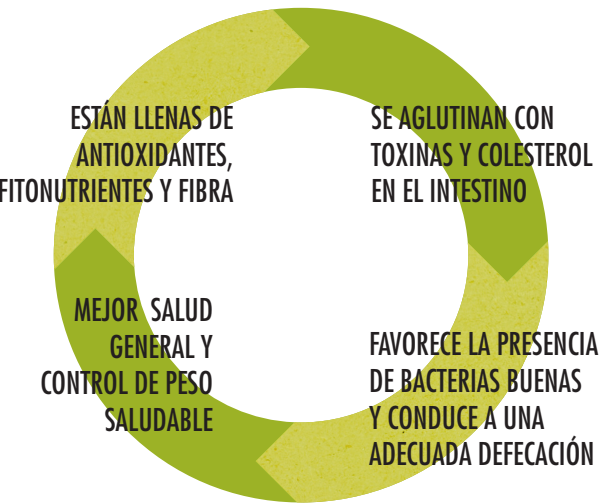 ESTÁN LLENAS DE
ANTIOXIDANTES,
FITONUTRIENTES Y FIBRA
SE AGLUTINAN CON
TOXINAS Y COLESTEROL
EN EL INTESTINO
FAVORECE LA PRESENCIA
DE BACTERIAS BUENAS
Y CONDUCE A UNA
ADECUADA DEFECACIÓN
MEJOR SALUD
GENERAL Y
CONTROL DE PESO
SALUDABLE